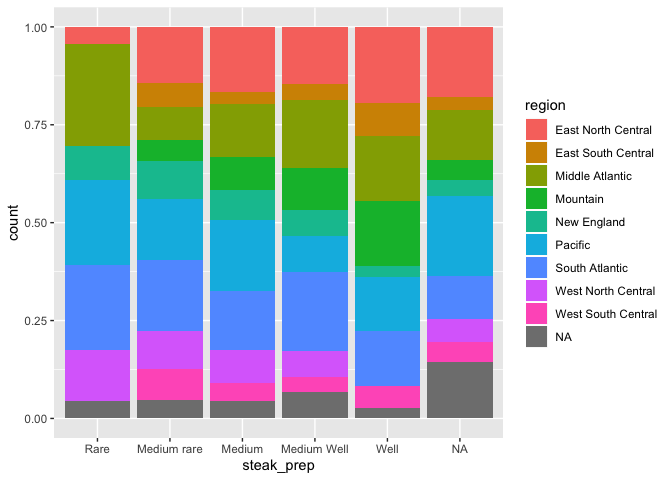 1.00
0.75
0.50
0.25
0.00
count
Rare Medium rare Medium Medium Well Well NA
steak_prep
region
East North Central
East South Central
Middle Atlantic
Mountain
New England
Pacific
South Atlantic
West North Central
West South Central
NA